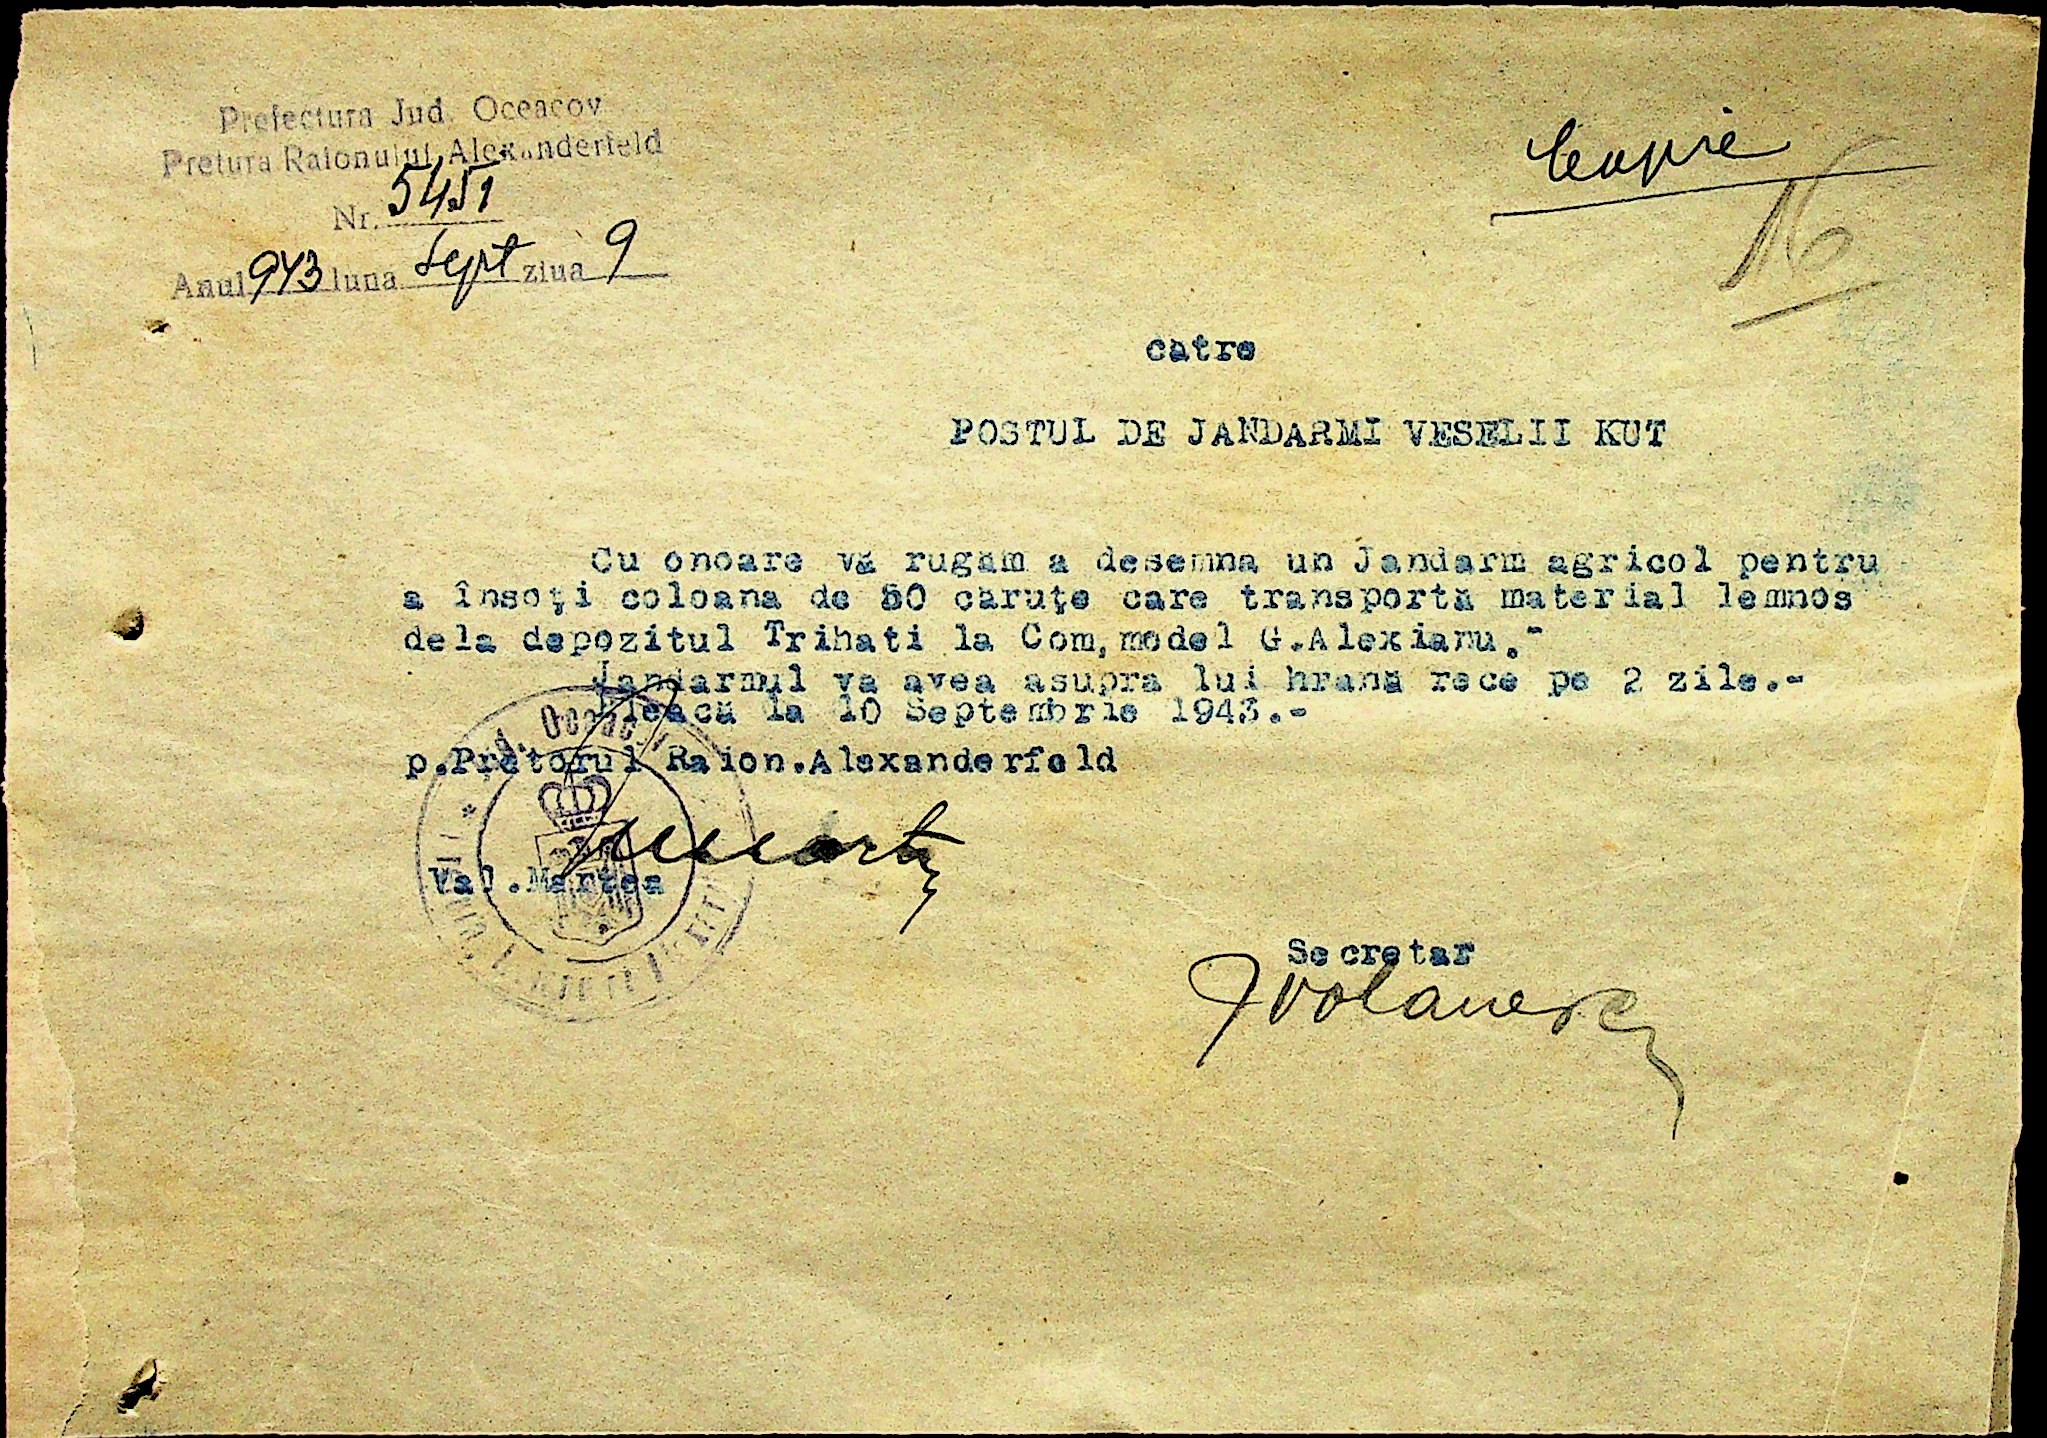 Prefectura Jud. Oceacov
Pretura Raionului Alexanderfeld
Nr. 5451
Anul 943 luna Sept ziua 9
Copie
16
catre
POSTUL DE JANDARMI VESELII KUT
Cu onoare vă rugăm a desemna un Jandarm agricol pentru
a însoţi coloana de 50 căruţe care transportă material lemnos
dela depozitul Trihati la Com, model G.Alexianu.-
Jandarmul va avea asupra lui hrană rece pe 2 zile.-
Pleacă la 10 Septembrie 1943.-
p.Pretorul Raion.Alexanderfeld
Val.Martea
Secretar